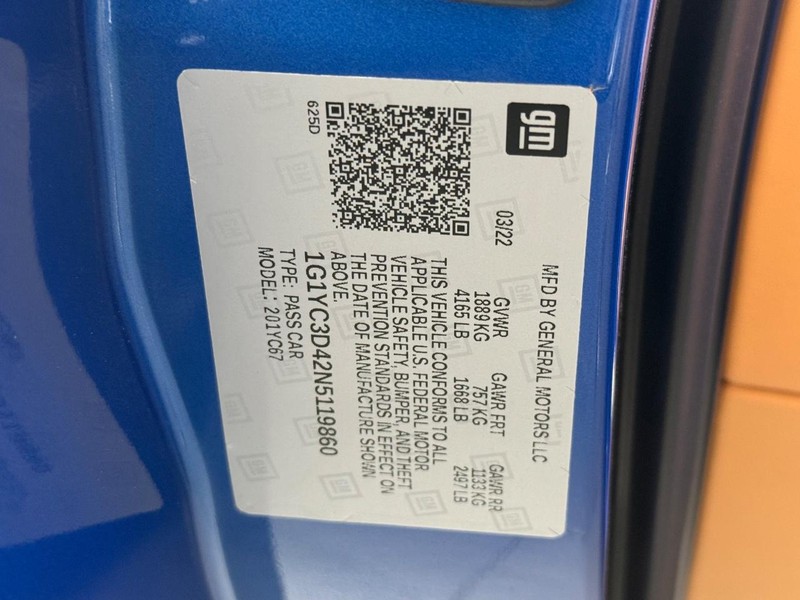 gm
625D
03/22
MFD BY GENERAL MOTORS LLC
GVWR GAWR FRT GAWR RR
1889 KG 757 KG 1133 KG
4165 LB 1668 LB 2497 LB
THIS VEHICLE CONFORMS TO ALL
APPLICABLE U.S. FEDERAL MOTOR
VEHICLE SAFETY, BUMPER, AND THEFT
PREVENTION STANDARDS IN EFFECT ON
THE DATE OF MANUFACTURE SHOWN
ABOVE.
1G1YC3D42N5119860
TYPE: PASS CAR
MODEL: 201YC67